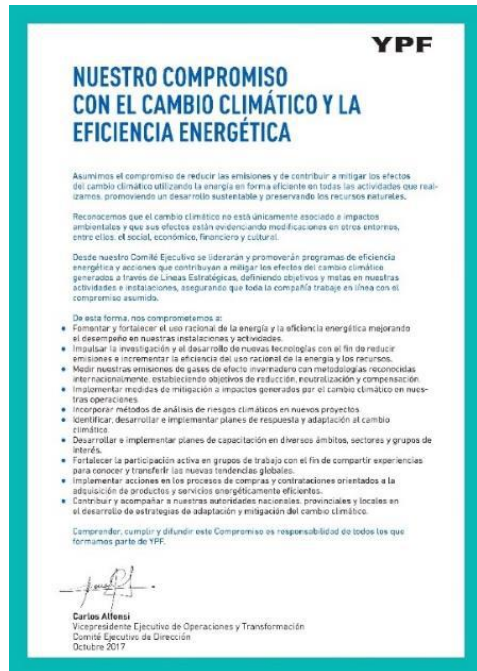 YPF
NUESTRO COMPROMISO
CON EL CAMBIO CLIMÁTICO Y LA
EFICIENCIA ENERGÉTICA
Asumimos el compromiso de reducir las emisiones y de contribuir a mitigar los efectos
del cambio climático utilizando la energía en forma eficiente en todas las actividades que real-
izamos, promoviendo un desarrollo sustentable y preservando los recursos naturales.
Reconocemos que el cambio climático no está únicamente asociado a impactos
ambientales y que sus efectos están evidenciando modificaciones en otros entornos,
entre ellos, el social, económico, financiero y cultural.
Desde nuestro Comité Ejecutivo se liderarán y promoverán programas de eficiencia
energética y acciones que contribuyan a mitigar los efectos del cambio climático
generados a través de Líneas Estratégicas, definiendo objetivos y metas en nuestras
actividades e instalaciones, asegurando que toda la compañía trabaje en línea con el
compromiso asumido.
De esta forma, nos comprometemos a:
● Fomentar y fortalecer el uso racional de la energía y la eficiencia energética mejorando
el desempeño en nuestras instalaciones y actividades.
● Impulsar la investigación y el desarrollo de nuevas tecnologías con el fin de reducir
emisiones e incrementar la eficiencia del uso racional de la energía y los recursos.
● Medir nuestras emisiones de gases de efecto invernadero con metodologías reconocidas
internacionalmente, estableciendo objetivos de reducción, neutralización y compensación.
● Implementar medidas de mitigación a impactos generados por el cambio climático en nues-
tras operaciones.
● Incorporar métodos de análisis de riesgos climáticos en nuevos proyectos.
● Identificar, desarrollar e implementar planes de respuesta y adaptación al cambio
climático.
● Desarrollar e implementar planes de capacitación en diversos ámbitos, sectores y grupos de
interés.
● Fortalecer la participación activa en grupos de trabajo con el fin de compartir experiencias
para conocer y transferir las nuevas tendencias globales.
● Implementar acciones en los procesos de compras y contrataciones orientados a la
adquisición de productos y servicios energéticamente eficientes.
● Contribuir y acompañar a nuestras autoridades nacionales, provinciales y locales en
el desarrollo de estrategias de adaptación y mitigación del cambio climático.
Comprender, cumplir y difundir este Compromiso es responsabilidad de todos los que
formamos parte de YPF.
Carlos Alfonsi
Vicepresidente Ejecutivo de Operaciones y Transformación
Comité Ejecutivo de Dirección
Octubre 2017